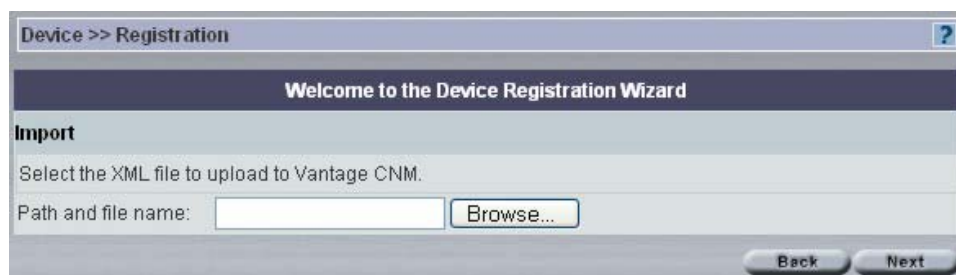 Device >> Registration ?
Welcome to the Device Registration Wizard
Import
Select the XML file to upload to Vantage CNM.
Path and file name: Browse...
Back Next